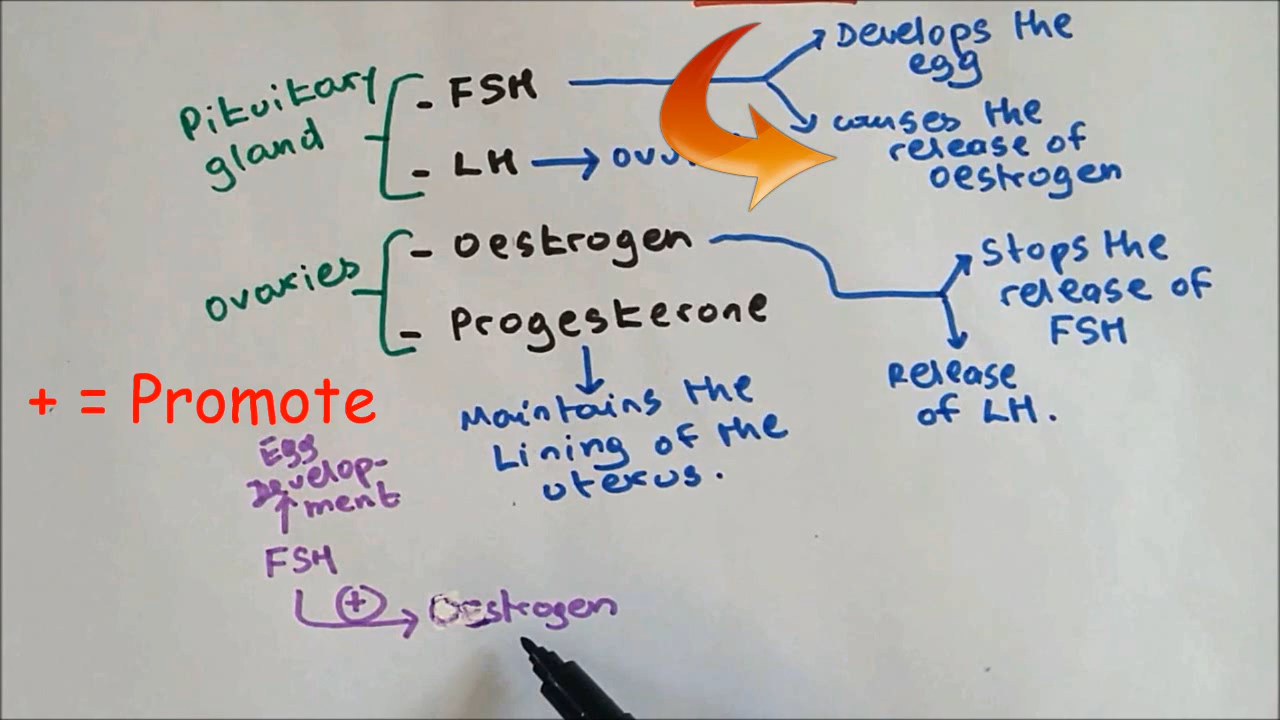 Pituitary
gland
- FSH
Develops the
egg
causes the
release of
oestrogen
- LH
ovaries
- oestrogen
Stops the
release of
FSH
Release
of LH.
- Progesterone
Maintains the
Lining of the
uterus.
+ = Promote
Egg
Develop-
ment
FSH
+
Oestrogen